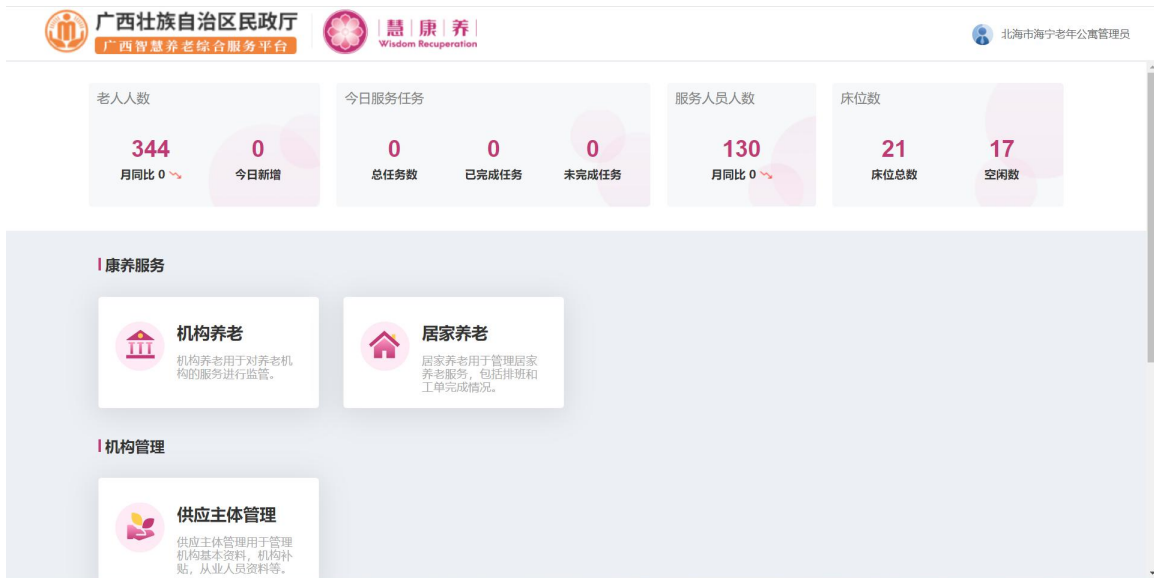 广西壮族自治区民政厅
广西智慧养老综合服务平台
慧康养
Wisdom Recuperation
北海市海宁老年公寓管理员
老人人数
344 0
月同比 0 今日新增
今日服务任务
0 0 0
总任务数 已完成任务 未完成任务
服务人员人数
130
月同比 0
床位数
21 17
床位总数 空闲数
康养服务
机构养老
机构养老用于对养老机
构的服务进行监管。
居家养老
居家养老用于管理居家
养老服务，包括排班和
工单完成情况。
机构管理
供应主体管理
供应主体管理用于管理
机构基本资料，机构补
贴，从业人员资料等。